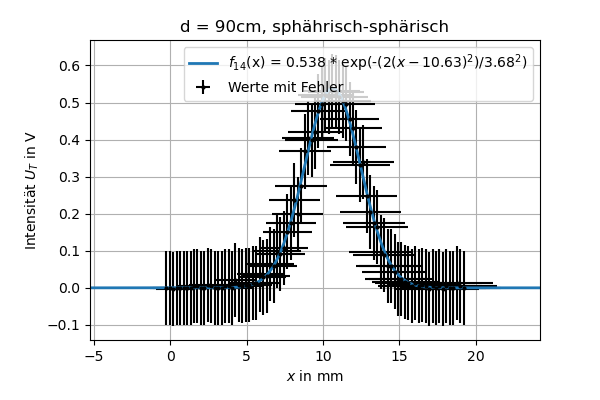 d = 90cm, sphährisch-sphärisch
f₁₄(x) = 0.538 * exp(-(2(x − 10.63)²)/3.68²)
Werte mit Fehler
Intensität U_T in V
0.6
0.5
0.4
0.3
0.2
0.1
0.0
−0.1
−5 0 5 10 15 20
x in mm